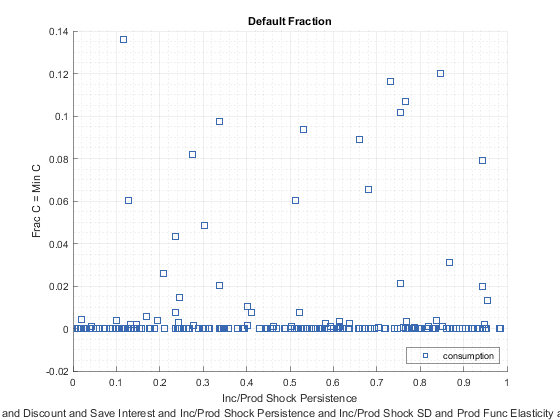 Default Fraction
0.14
0.12
0.1
0.08
0.06
0.04
0.02
0
-0.02
Frac C = Min C
consumption
0 0.1 0.2 0.3 0.4 0.5 0.6 0.7 0.8 0.9 1
Inc/Prod Shock Persistence
and Discount and Save Interest and Inc/Prod Shock Persistence and Inc/Prod Shock SD and Prod Func Elasticity a